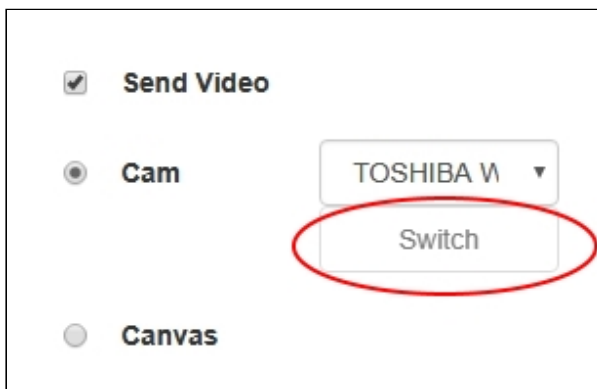 Send Video
Cam
TOSHIBA W
Switch
Canvas